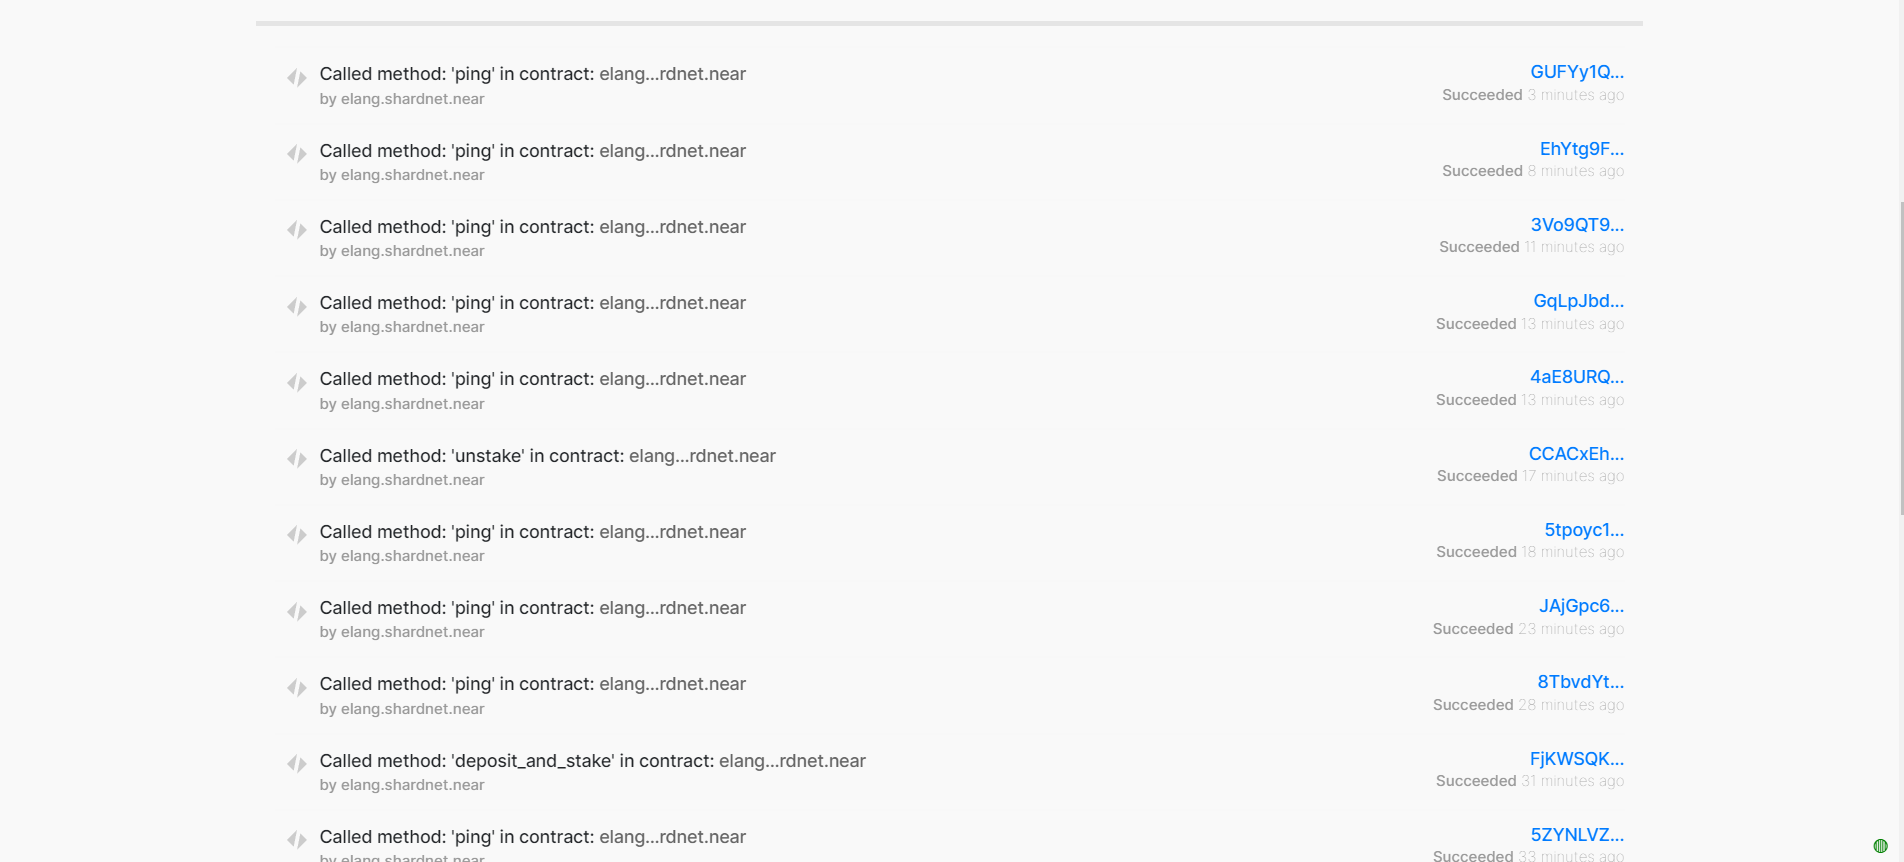 Called method: 'ping' in contract: elang...rdnet.near
GUFYy1Q...
by elang.shardnet.near
Succeeded 3 minutes ago
Called method: 'ping' in contract: elang...rdnet.near
EhYtg9F...
by elang.shardnet.near
Succeeded 8 minutes ago
Called method: 'ping' in contract: elang...rdnet.near
3Vo9QT9...
by elang.shardnet.near
Succeeded 11 minutes ago
Called method: 'ping' in contract: elang...rdnet.near
GqLpJbd...
by elang.shardnet.near
Succeeded 13 minutes ago
Called method: 'ping' in contract: elang...rdnet.near
4aE8URQ...
by elang.shardnet.near
Succeeded 13 minutes ago
Called method: 'unstake' in contract: elang...rdnet.near
CCACxEh...
by elang.shardnet.near
Succeeded 17 minutes ago
Called method: 'ping' in contract: elang...rdnet.near
5tpoyc1...
by elang.shardnet.near
Succeeded 18 minutes ago
Called method: 'ping' in contract: elang...rdnet.near
JAjGpc6...
by elang.shardnet.near
Succeeded 23 minutes ago
Called method: 'ping' in contract: elang...rdnet.near
8TbvdYt...
by elang.shardnet.near
Succeeded 28 minutes ago
Called method: 'deposit_and_stake' in contract: elang...rdnet.near
FjKWSQK...
by elang.shardnet.near
Succeeded 31 minutes ago
Called method: 'ping' in contract: elang...rdnet.near
5ZYNLVZ...
by elang.shardnet.near
Succeeded 33 minutes ago